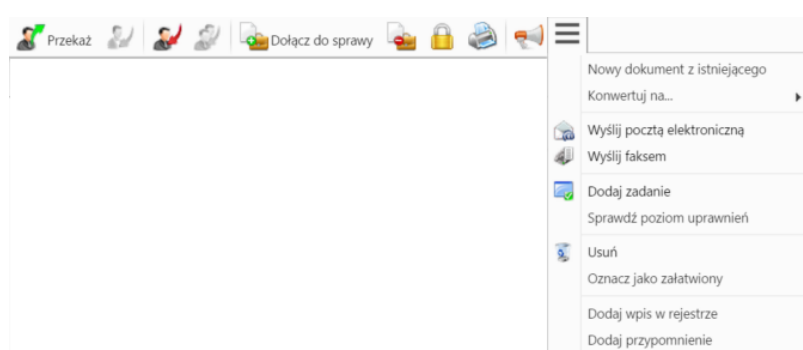 Przekaż Dołącz do sprawy
Nowy dokument z istniejącego
Konwertuj na...
Wyślij pocztą elektroniczną
Wyślij faksem
Dodaj zadanie
Sprawdź poziom uprawnień
Usuń
Oznacz jako załatwiony
Dodaj wpis w rejestrze
Dodaj przypomnienie